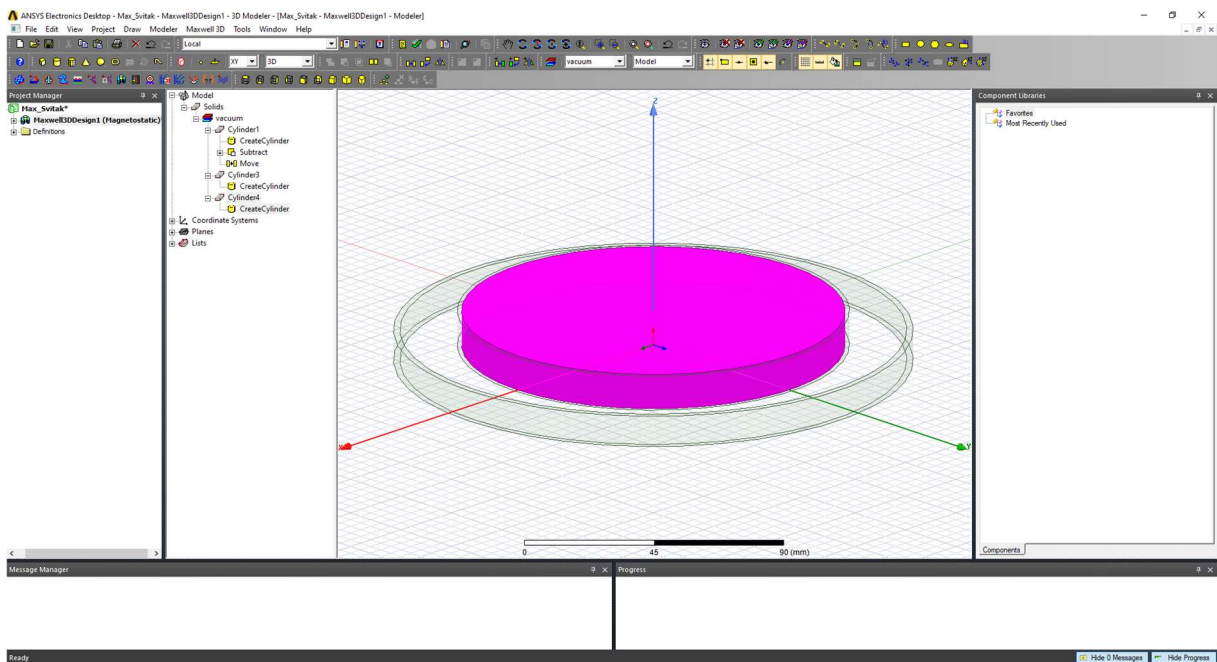 ANSYS Electronics Desktop - Max_Svitak - Maxwell3DDesign1 - 3D Modeler - [Max_Svitak - Maxwell3DDesign1 - Modeler]
File Edit View Project Draw Modeler Maxwell 3D Tools Window Help
Local
XY 3D vacuum Model
Project Manager
Max_Svitak*
Maxwell3DDesign1 (Magnetostatic)*
Definitions
Model
Solids
vacuum
Cylinder1
CreateCylinder
Subtract
Move
Cylinder3
CreateCylinder
Cylinder4
CreateCylinder
Coordinate Systems
Planes
Lists
Z
X
Y
0 45 90 (mm)
Component Libraries
Favorites
Most Recently Used
Components
Message Manager
Progress
Ready
Hide 0 Messages Hide Progress